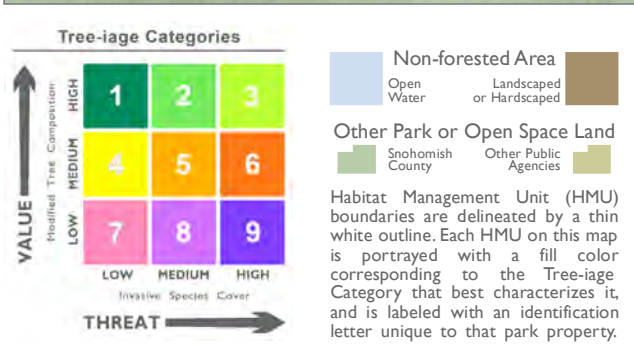 Tree-iage Categories
VALUE
Modified Tree Composition
HIGH
MEDIUM
LOW
1 2 3
4 5 6
7 8 9
LOW MEDIUM HIGH
Invasive Species Cover
THREAT
Non-forested Area
Open
Water
Landscaped
or Hardscaped
Other Park or Open Space Land
Snohomish
County
Other Public
Agencies
Habitat Management Unit (HMU)
boundaries are delineated by a thin
white outline. Each HMU on this map
is portrayed with a fill color
corresponding to the Tree-iage
Category that best characterizes it,
and is labeled with an identification
letter unique to that park property.